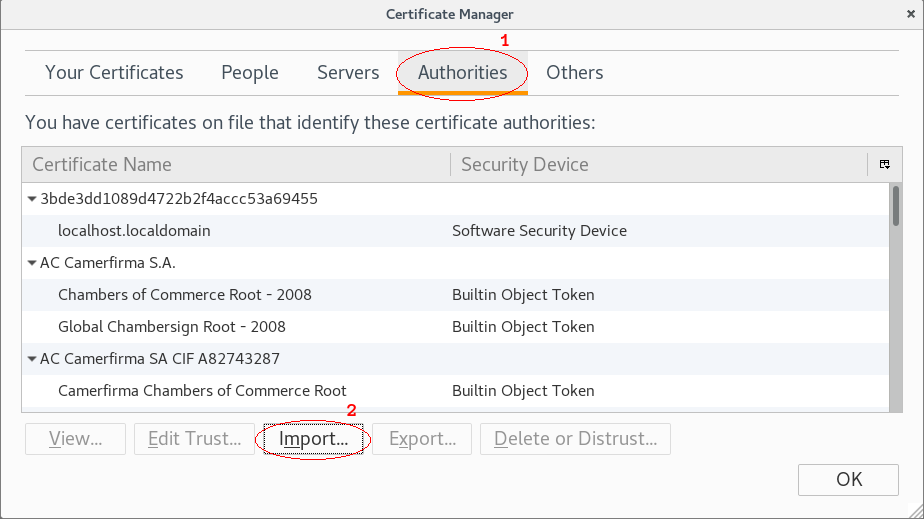 Certificate Manager
1
Your Certificates People Servers Authorities Others
You have certificates on file that identify these certificate authorities:
Certificate Name Security Device
3bde3dd1089d4722b2f4accc53a69455
localhost.localdomain Software Security Device
AC Camerfirma S.A.
Chambers of Commerce Root - 2008 Builtin Object Token
Global Chambersign Root - 2008 Builtin Object Token
AC Camerfirma SA CIF A82743287
Camerfirma Chambers of Commerce Root Builtin Object Token
2
View... Edit Trust... Import... Export... Delete or Distrust...
OK